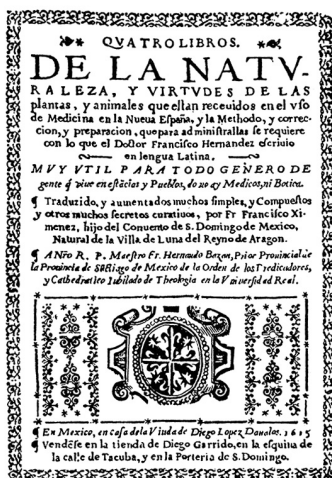 QVATRO LIBROS.
DE LA NATV-
RALEZA, Y VIRTVDES DE LAS
plantas, y animales que estan receuidos en el vso
de Medicina en la Nueua España, y la Methodo, y correc-
cion, y preparacion, que para administrallas se requiere
con lo que el Doctor Francisco Hernandez escriuio
en lengua Latina.
MVY VTIL PARA TODO GENERO DE
gente q̃ viue en estãcias y Pueblos, do no ay Medicos, ni Botica.
¶ Traduzido, y aumentados muchos simples, y Compuestos
y otros muchos secretos curatiuos, por Fr Francisco Xi-
menez, hijo del Conuento de S. Domingo de Mexico,
Natural de la Villa de Luna del Reyno de Aragon.
¶ A Nro R. P. Maestro Fr. Hernando Bazan, Prior Prouincial de
la Prouincia de Sãctiago de Mexico de la Orden de los Predicadores,
y Cathedratico Iubilado de Theologia en la Vniuersidad Real.
¶ En Mexico, en casa de la Viuda de Diego Lopez Daualos. 1615
¶ Vendese en la tienda de Diego Garrido, en la esquina de
la calle de Tacuba, y en la Porteria de S. Domingo.